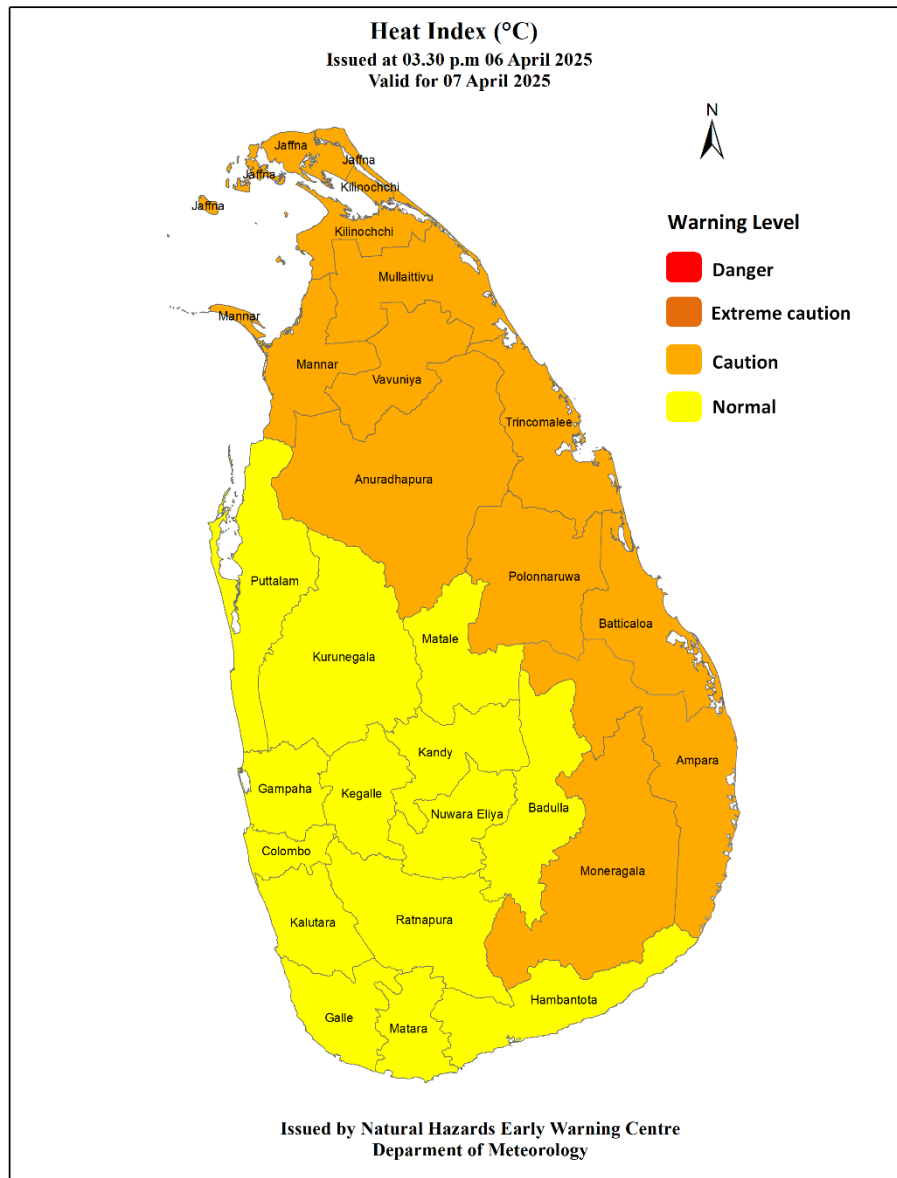 Heat Index (°C)
Issued at 03.30 p.m 06 April 2025
Valid for 07 April 2025
N
Warning Level
Danger
Extreme caution
Caution
Normal
Jaffna
Jaffna
Jaffna
Jaffna
Kilinochchi
Kilinochchi
Mullaittivu
Mannar
Mannar
Vavuniya
Trincomalee
Anuradhapura
Puttalam
Polonnaruwa
Batticaloa
Matale
Kurunegala
Kandy
Ampara
Gampaha
Kegalle
Nuwara Eliya
Badulla
Colombo
Moneragala
Kalutara
Ratnapura
Hambantota
Galle
Matara
Issued by Natural Hazards Early Warning Centre
Deparment of Meteorology